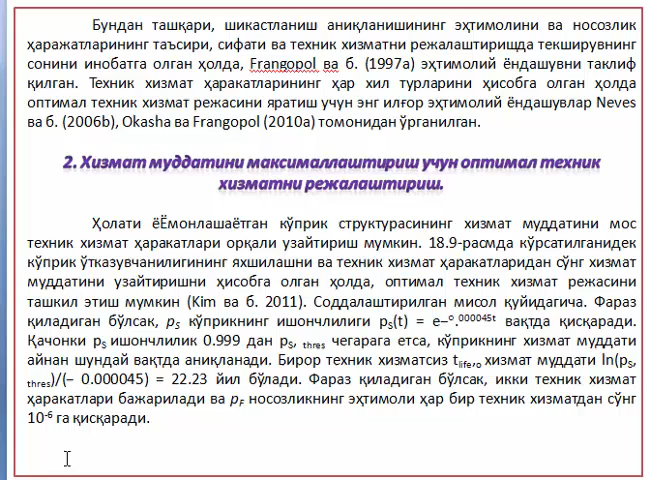 Бундан ташқари, шикастланиш аниқланишининг эҳтимолини ва носозлик
ҳаражатларининг таъсири, сифати ва техник хизматни режалаштиришда текширувнинг
сонини инобатга олган ҳолда, Frangopol ва б. (1997a) эҳтимолий ёндашувни таклиф
қилган. Техник хизмат ҳаракатларининг ҳар хил турларини ҳисобга олган ҳолда
оптимал техник хизмат режасини яратиш учун энг илғор эҳтимолий ёндашувлар Neves
ва б. (2006b), Okasha ва Frangopol (2010a) томонидан ўрганилган.
2. Хизмат муддатини максималлаштириш учун оптимал техник
хизматни режалаштириш.
Ҳолати ёЁмонлашаётган кўприк структурасининг хизмат муддатини мос
техник хизмат ҳаракатлари орқали узайтириш мумкин. 18.9-расмда кўрсатилганидек
кўприк ўтказувчанилигининг яхшилашни ва техник хизмат ҳаракатларидан сўнг хизмат
муддатини узайтиришни ҳисобга олган ҳолда, оптимал техник хизмат режасини
ташкил этиш мумкин (Kim ва б. 2011). Соддалаштирилган мисол қуйидагича. Фараз
қиладиган бўлсак, pS кўприкнинг ишончлилиги pS(t) = e–o.000045t вақтда қисқаради.
Қачонки pS ишончлилик 0.999 дан pS, thres чегарага етса, кўприкнинг хизмат муддати
айнан шундай вақтда аниқланади. Бирор техник хизматсиз tlife,o хизмат муддати ln(pS,
thres)/(– 0.000045) = 22.23 йил бўлади. Фараз қиладиган бўлсак, икки техник хизмат
ҳаракатлари бажарилади ва pF носозликнинг эҳтимоли ҳар бир техник хизматдан сўнг
10-6 га қисқаради.